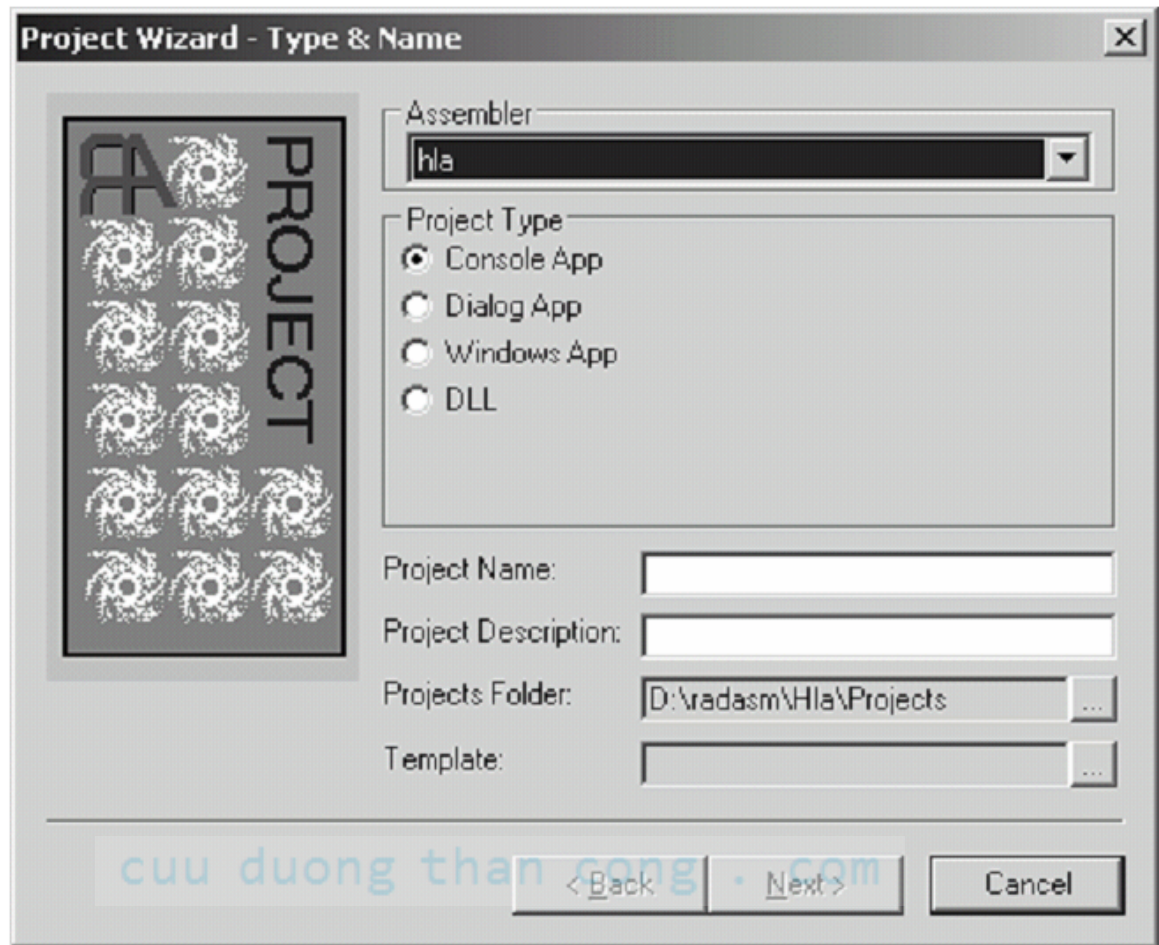 Project Wizard - Type & Name
RA
PROJECT
Assembler
hla
Project Type
Console App
Dialog App
Windows App
DLL
Project Name:
Project Description:
Projects Folder:
D:\radasm\Hla\Projects
...
Template:
...
cuu duong than cong . com
< Back
Next >
Cancel